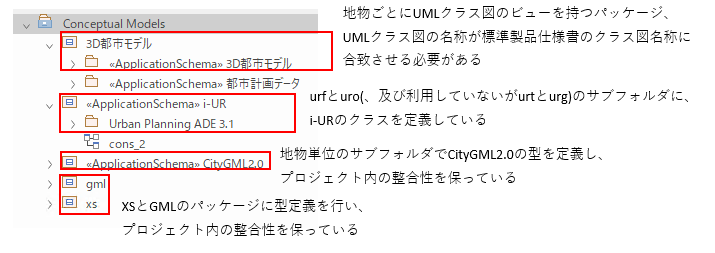 Conceptual Models
3D都市モデル
«ApplicationSchema» 3D都市モデル
«ApplicationSchema» 都市計画データ
«ApplicationSchema» i-UR
Urban Planning ADE 3.1
cons_2
«ApplicationSchema» CityGML2.0
gml
xs
地物ごとにUMLクラス図のビューを持つパッケージ、
UMLクラス図の名称が標準製品仕様書のクラス図名称に
合致させる必要がある
urfとuro(、及び利用していないがurtとurg)のサブフォルダに、
i-URのクラスを定義している
地物単位のサブフォルダでCityGML2.0の型を定義し、
プロジェクト内の整合性を保っている
XSとGMLのパッケージに型定義を行い、
プロジェクト内の整合性を保っている